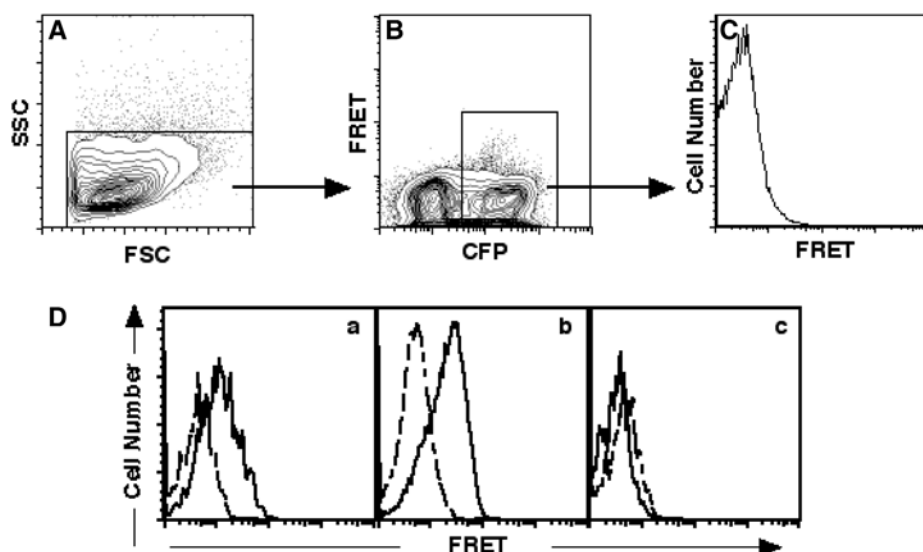 A
SSC
FSC
B
FRET
CFP
C
Cell Number
FRET
D
Cell Number
a
b
c
FRET